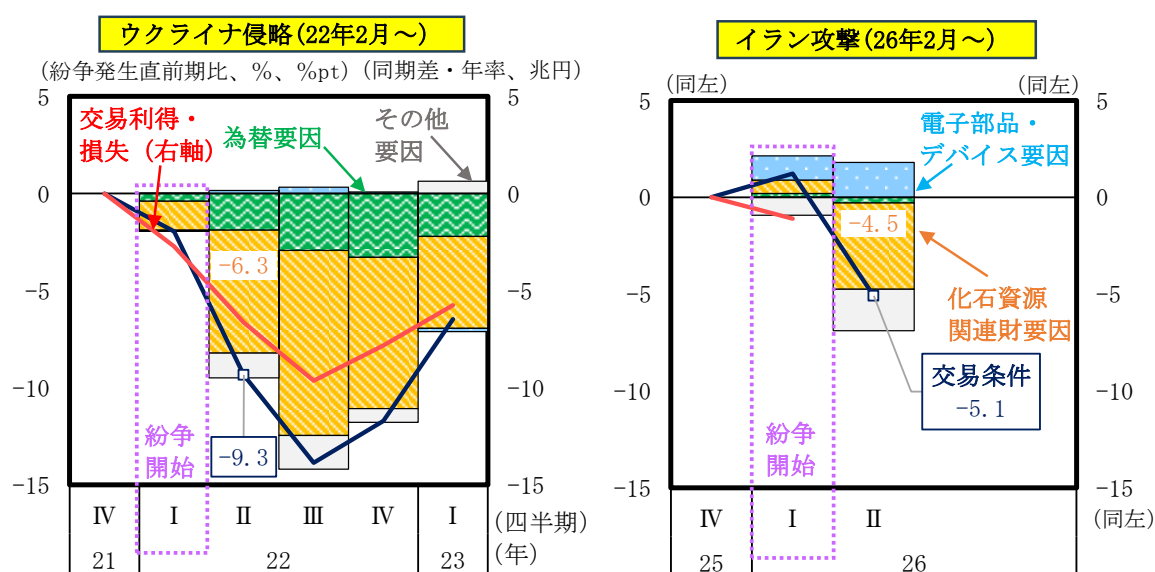 ウクライナ侵略(22年2月～)
(紛争発生直前期比、%、%pt)
(同期差・年率、兆円)
5
0
−5
−10
−15
5
0
−5
−10
−15
交易利得・
損失（右軸）
為替要因
その他
要因
−6.3
−9.3
紛争
開始
Ⅳ
Ⅰ
Ⅱ
Ⅲ
Ⅳ
Ⅰ
(四半期)
21
22
23
(年)
イラン攻撃(26年2月～)
(同左)
(同左)
5
0
−5
−10
−15
5
0
−5
−10
−15
電子部品・
デバイス要因
−4.5
化石資源
関連財要因
交易条件
−5.1
紛争
開始
Ⅳ
Ⅰ
Ⅱ
(同左)
25
26